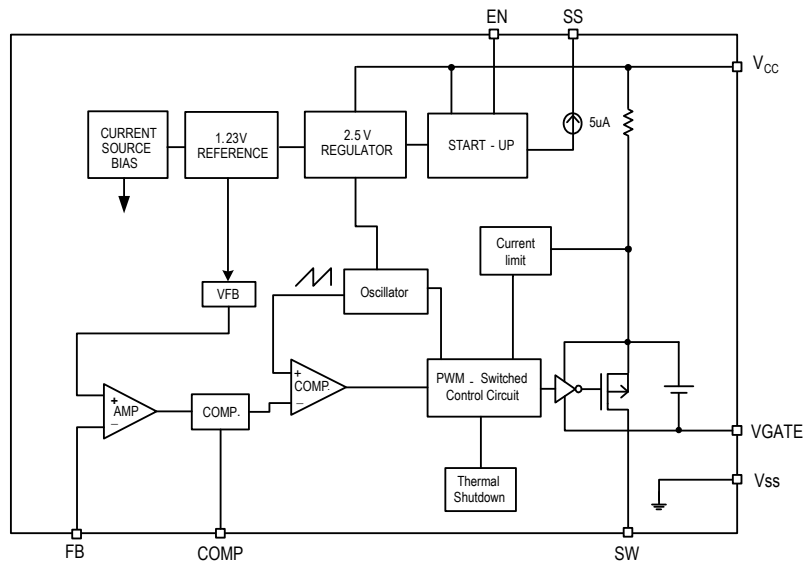 EN
SS
VCC
CURRENT
SOURCE
BIAS
1.23V
REFERENCE
2.5 V
REGULATOR
START - UP
5uA
Current
limit
VFB
Oscillator
+
AMP
−
COMP.
+
COMP.
−
PWM - Switched
Control Circuit
VGATE
Thermal
Shutdown
Vss
FB
COMP
SW